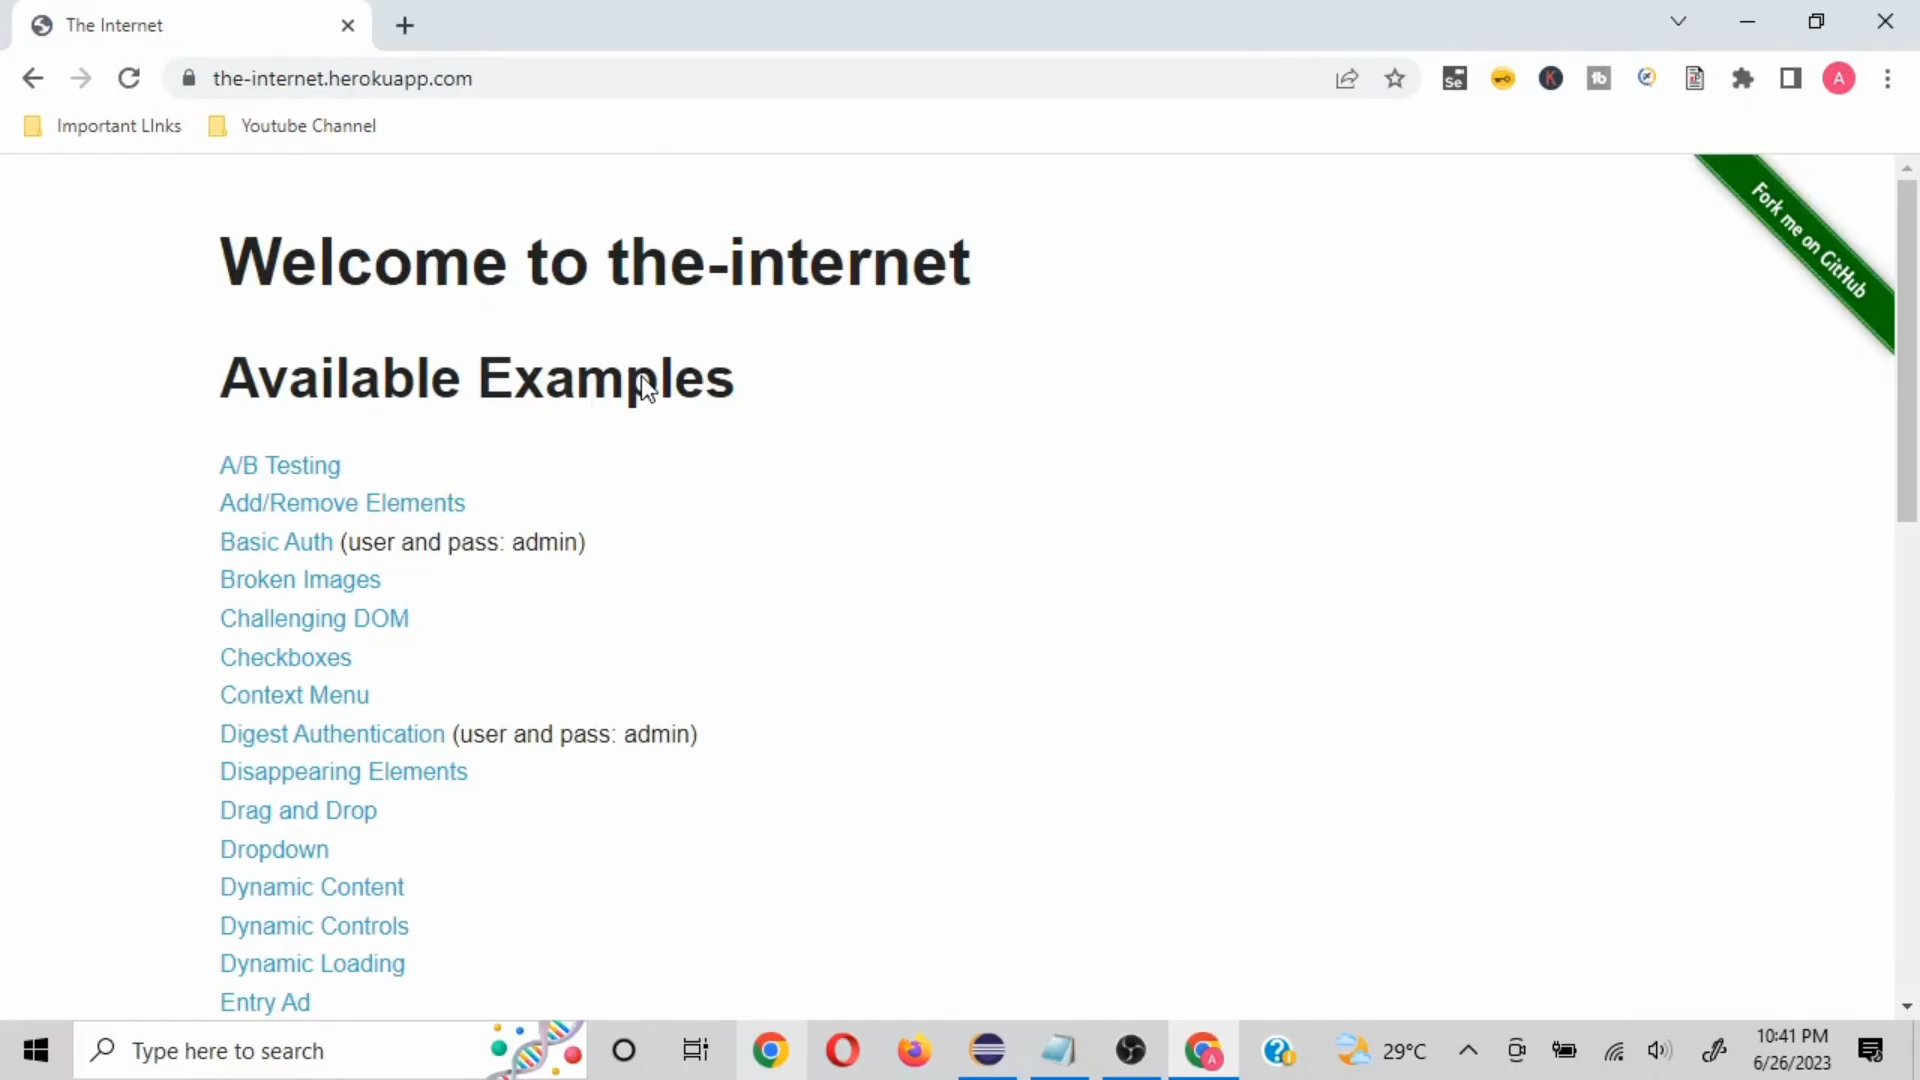 The Internet
the-internet.herokuapp.com
Se
K
tb
A
Important LInks
Youtube Channel
Fork me on GitHub
Welcome to the-internet
Available Examples
A/B Testing
Add/Remove Elements
Basic Auth (user and pass: admin)
Broken Images
Challenging DOM
Checkboxes
Context Menu
Digest Authentication (user and pass: admin)
Disappearing Elements
Drag and Drop
Dropdown
Dynamic Content
Dynamic Controls
Dynamic Loading
Entry Ad
Type here to search
A
29°C
10:41 PM
6/26/2023